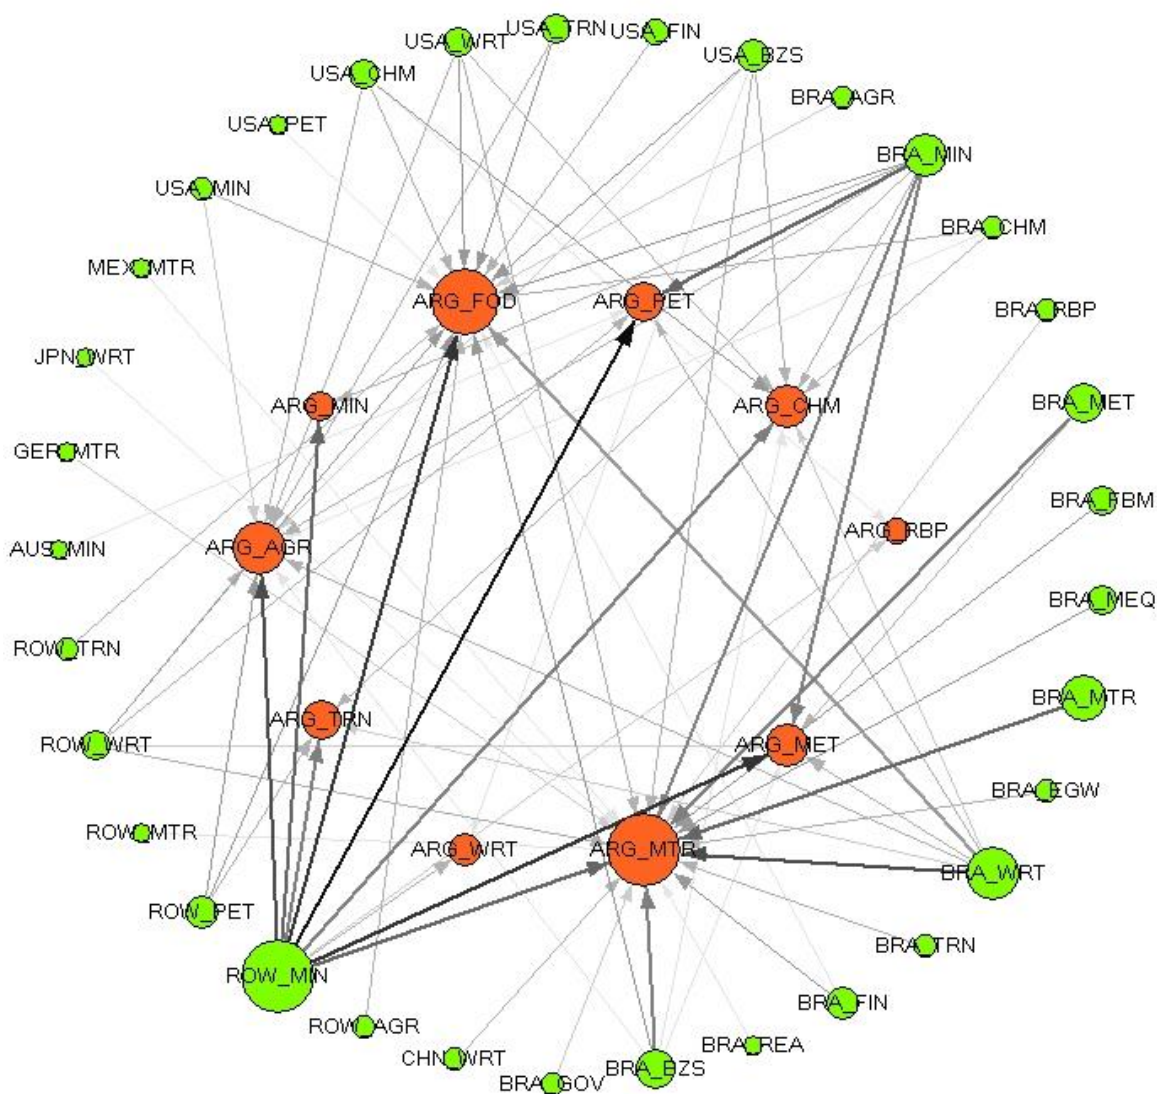 USA_TRN
USA_FIN
USA_WRT
USA_BZS
USA_CHM
BRA_AGR
USA_PET
BRA_MIN
USA_MIN
BRA_CHM
MEX_MTR
ARG_FOD
ARG_PET
BRA_RBP
JPN_WRT
ARG_MIN
ARG_CHM
BRA_MET
GER_MTR
BRA_FBM
ARG_RBP
AUS_MIN
ARG_AGR
BRA_MEQ
ROW_TRN
BRA_MTR
ARG_TRN
ROW_WRT
ARG_MET
BRA_EGW
ROW_MTR
ARG_WRT
ARG_MTR
BRA_WRT
ROW_PET
BRA_TRN
ROW_MIN
BRA_FIN
ROW_AGR
BRA_REA
CHN_WRT
BRA_BZS
BRA_GOV